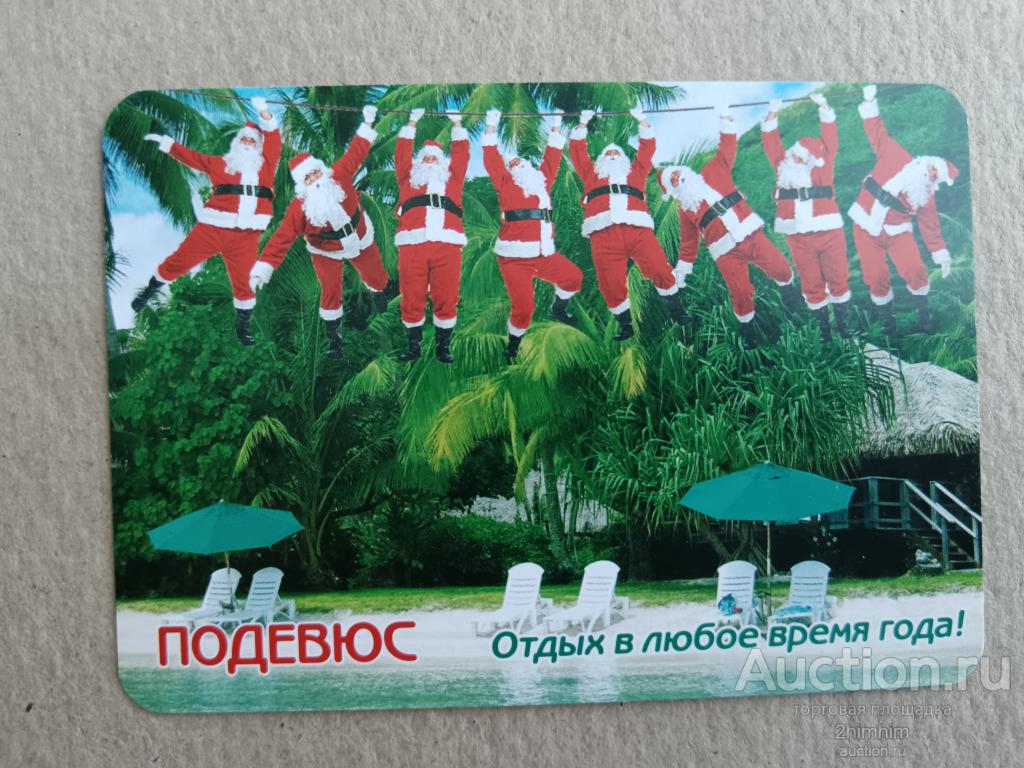 ПОДЕВЮС
Отдых в любое время года!
Auction.ru
торговая площадка
2himhim
auction.ru